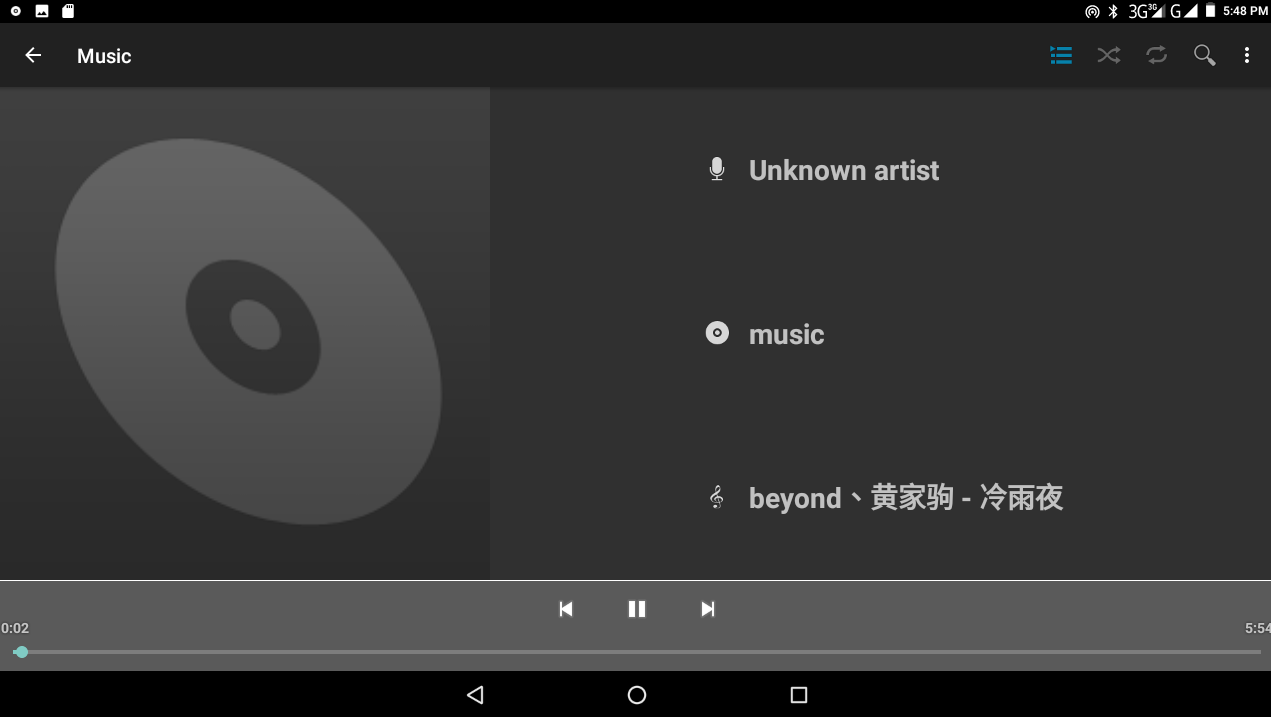 3G 3G G 5:48 PM
Music
Unknown artist
music
beyond、黄家驹 - 冷雨夜
0:02
5:54